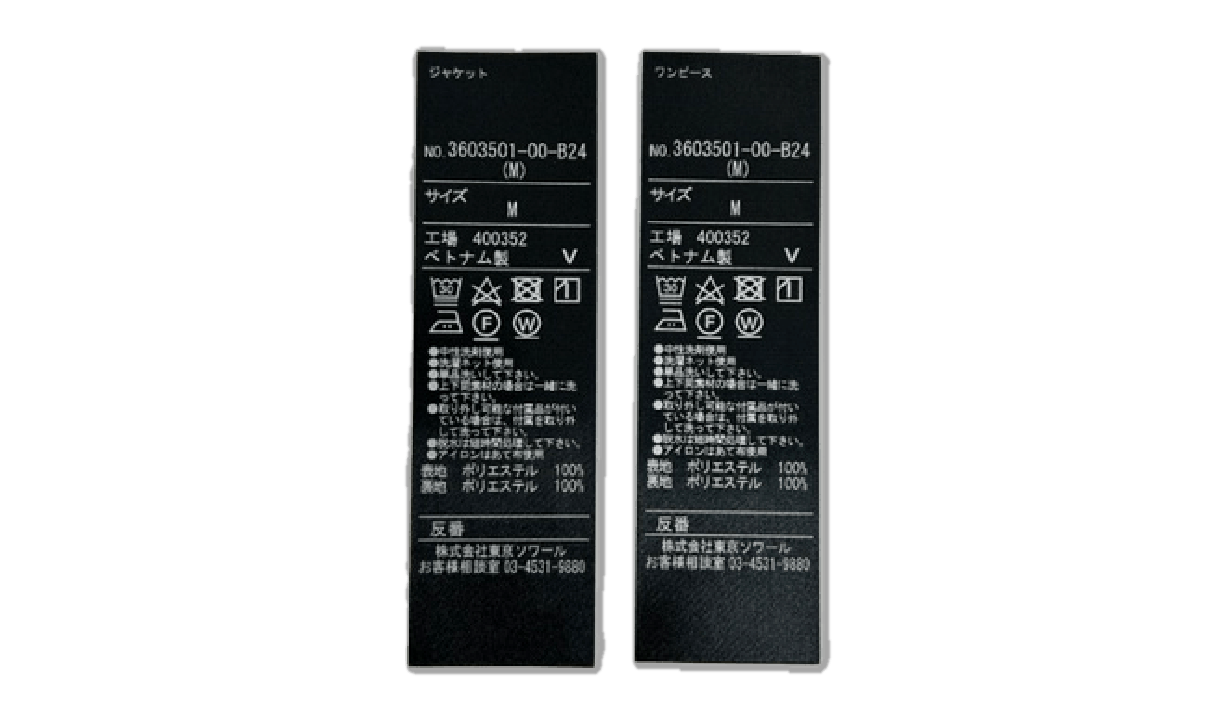 ジャケット
NO. 3603501-00-B24
(M)
サイズ
M
工場 400352
ベトナム製 V
30
F W
●中性洗剤使用
●洗濯ネット使用
●単品洗いして下さい。
●上下同素材の場合は一緒に洗
って下さい。
●取り外し可能な付属品が付い
ている場合は、付属を取り外
して洗って下さい。
●脱水は短時間処理して下さい。
●アイロンはあて布使用
表地 ポリエステル 100%
裏地 ポリエステル 100%
反番
株式会社東京ソワール
お客様相談室 03-4531-9880
ワンピース
NO. 3603501-00-B24
(M)
サイズ
M
工場 400352
ベトナム製 V
30
F W
●中性洗剤使用
●洗濯ネット使用
●単品洗いして下さい。
●上下同素材の場合は一緒に洗
って下さい。
●取り外し可能な付属品が付い
ている場合は、付属を取り外
して洗って下さい。
●脱水は短時間処理して下さい。
●アイロンはあて布使用
表地 ポリエステル 100%
裏地 ポリエステル 100%
反番
株式会社東京ソワール
お客様相談室 03-4531-9880